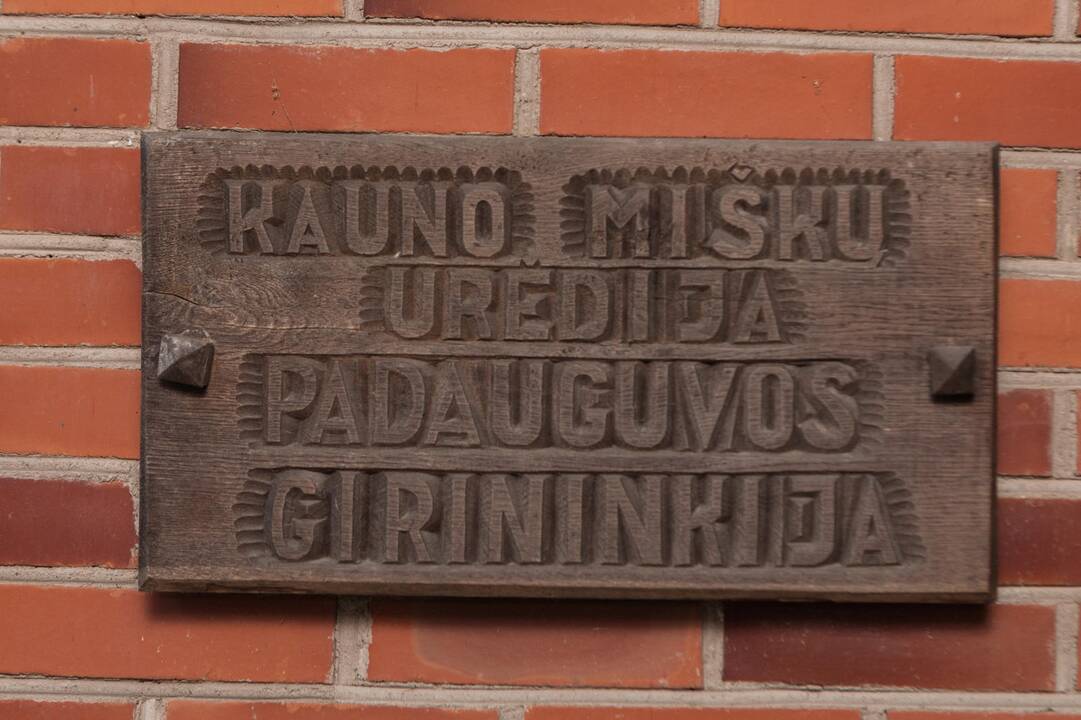 KAUNO MIŠKŲ
URĖDIJA
PADAUGUVOS
GIRININKIJA